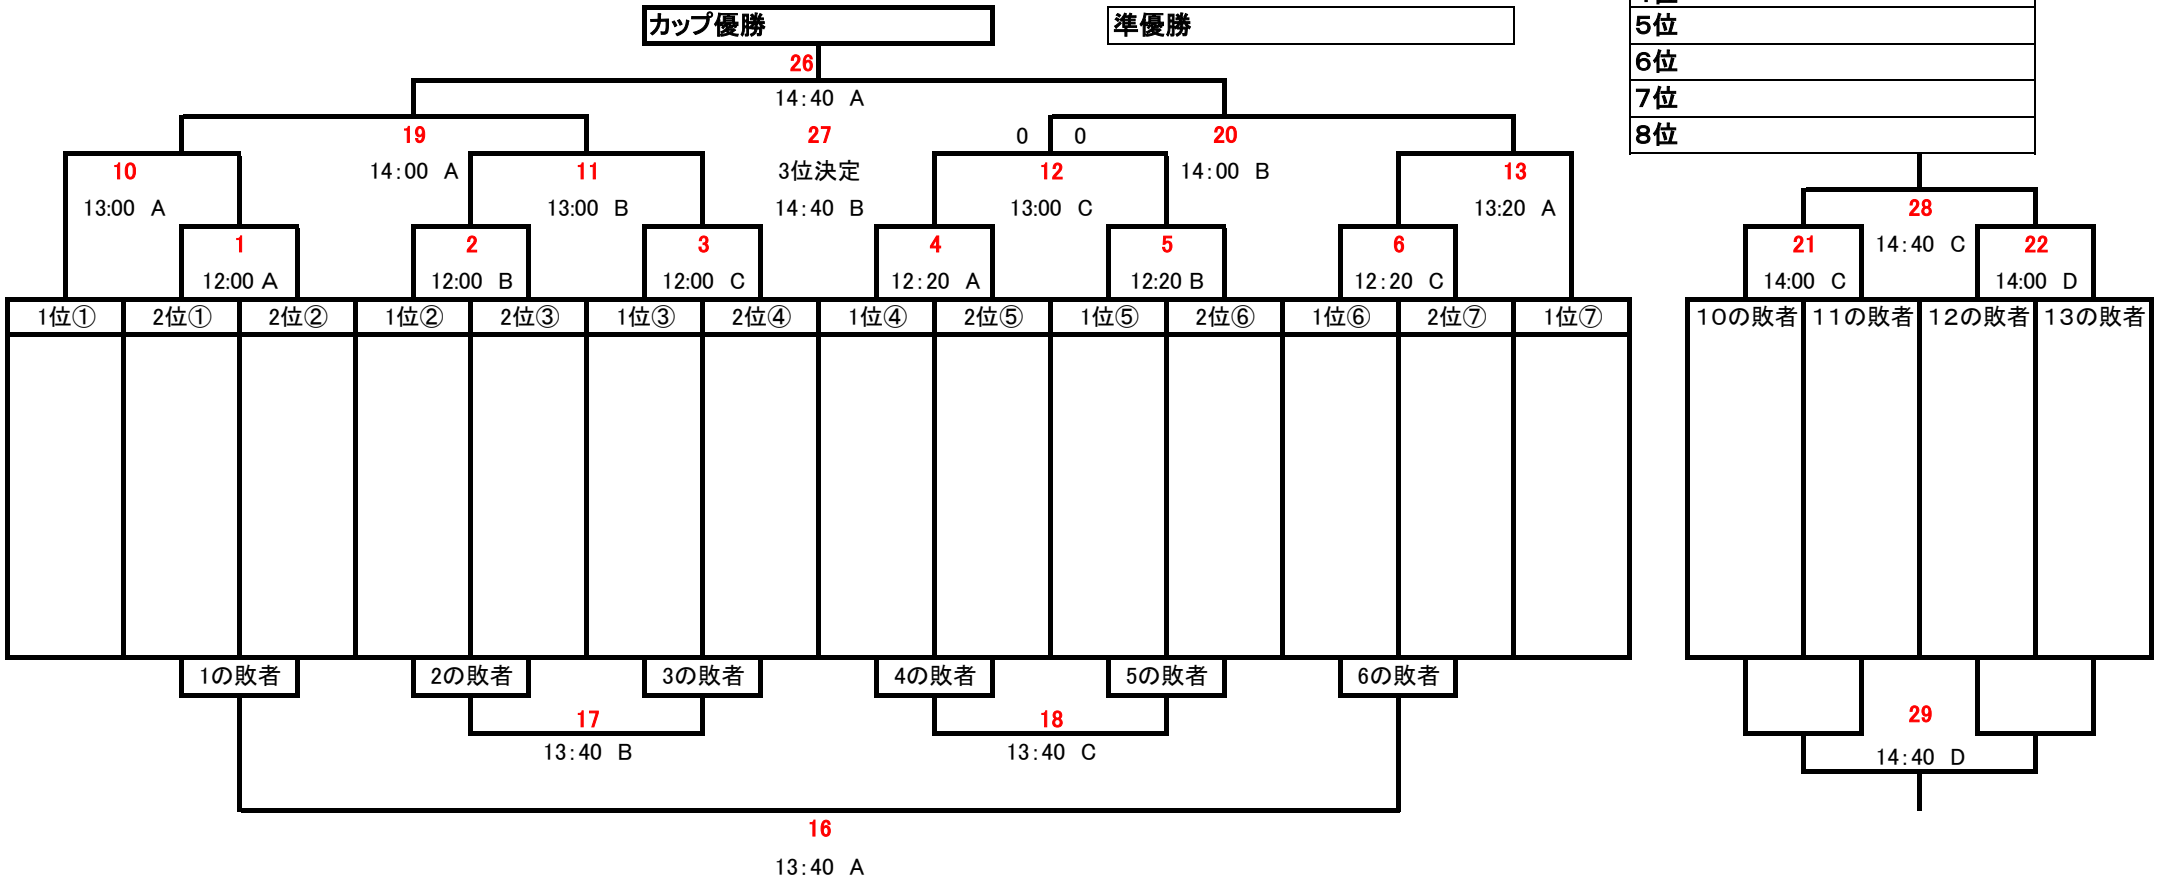 カップ優勝
準優勝
5位
6位
7位
8位
26
14:40 A
19
27
0 0
20
10
14:00 A
11
3位決定
12
14:00 B
13
13:00 A
13:00 B
14:40 B
13:00 C
13:20 A
28
1
2
3
4
5
6
21
14:40 C
22
12:00 A
12:00 B
12:00 C
12:20 A
12:20 B
12:20 C
14:00 C
14:00 D
1位① 2位① 2位② 1位② 2位③ 1位③ 2位④ 1位④ 2位⑤ 1位⑤ 2位⑥ 1位⑥ 2位⑦ 1位⑦
10の敗者 11の敗者 12の敗者 13の敗者
1の敗者 2の敗者 3の敗者 4の敗者 5の敗者 6の敗者
17
18
29
13:40 B
13:40 C
14:40 D
16
13:40 A